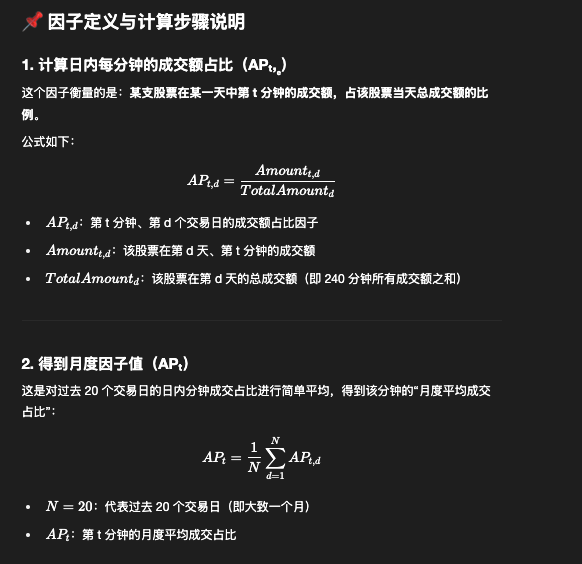 📌 因子定义与计算步骤说明
1. 计算日内每分钟的成交额占比（APₜ,ₐ）
这个因子衡量的是：某支股票在某一天中第 t 分钟的成交额，占该股票当天总成交额的比
例。
公式如下：
AP_{t,d} = \frac{Amount_{t,d}}{TotalAmount_d}
• AP_{t,d}：第 t 分钟、第 d 个交易日的成交额占比因子
• Amount_{t,d}：该股票在第 d 天、第 t 分钟的成交额
• TotalAmount_d：该股票在第 d 天的总成交额（即 240 分钟所有成交额之和）
2. 得到月度因子值（APₜ）
这是对过去 20 个交易日的日内分钟成交占比进行简单平均，得到该分钟的“月度平均成交
占比”：
AP_t = \frac{1}{N} \sum_{d=1}^{N} AP_{t,d}
• N = 20：代表过去 20 个交易日（即大致一个月）
• AP_t：第 t 分钟的月度平均成交占比